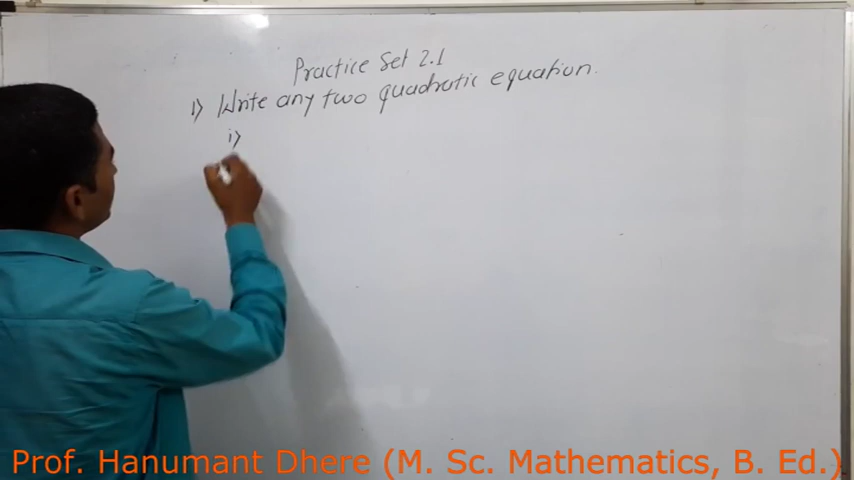 Practice Set 2.1
1) Write any two quadratic equation.
i)
Prof. Hanumant Dhere (M. Sc. Mathematics, B. Ed.)